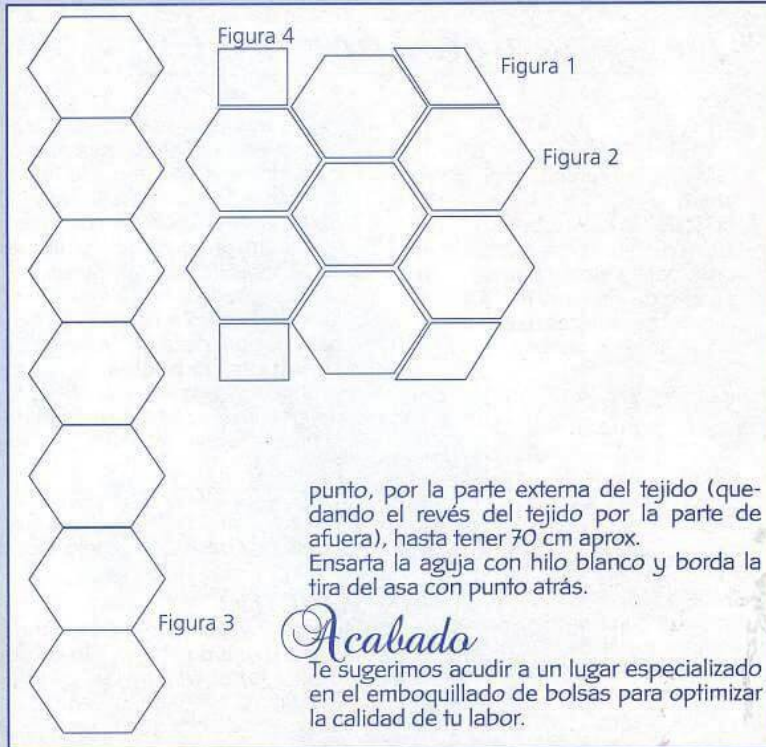 Figura 4
Figura 1
Figura 2
Figura 3
punto, por la parte externa del tejido (que-
dando el revés del tejido por la parte de
afuera), hasta tener 70 cm aprox.
Ensarta la aguja con hilo blanco y borda la
tira del asa con punto atrás.
Acabado
Te sugerimos acudir a un lugar especializado
en el emboquillado de bolsas para optimizar
la calidad de tu labor.